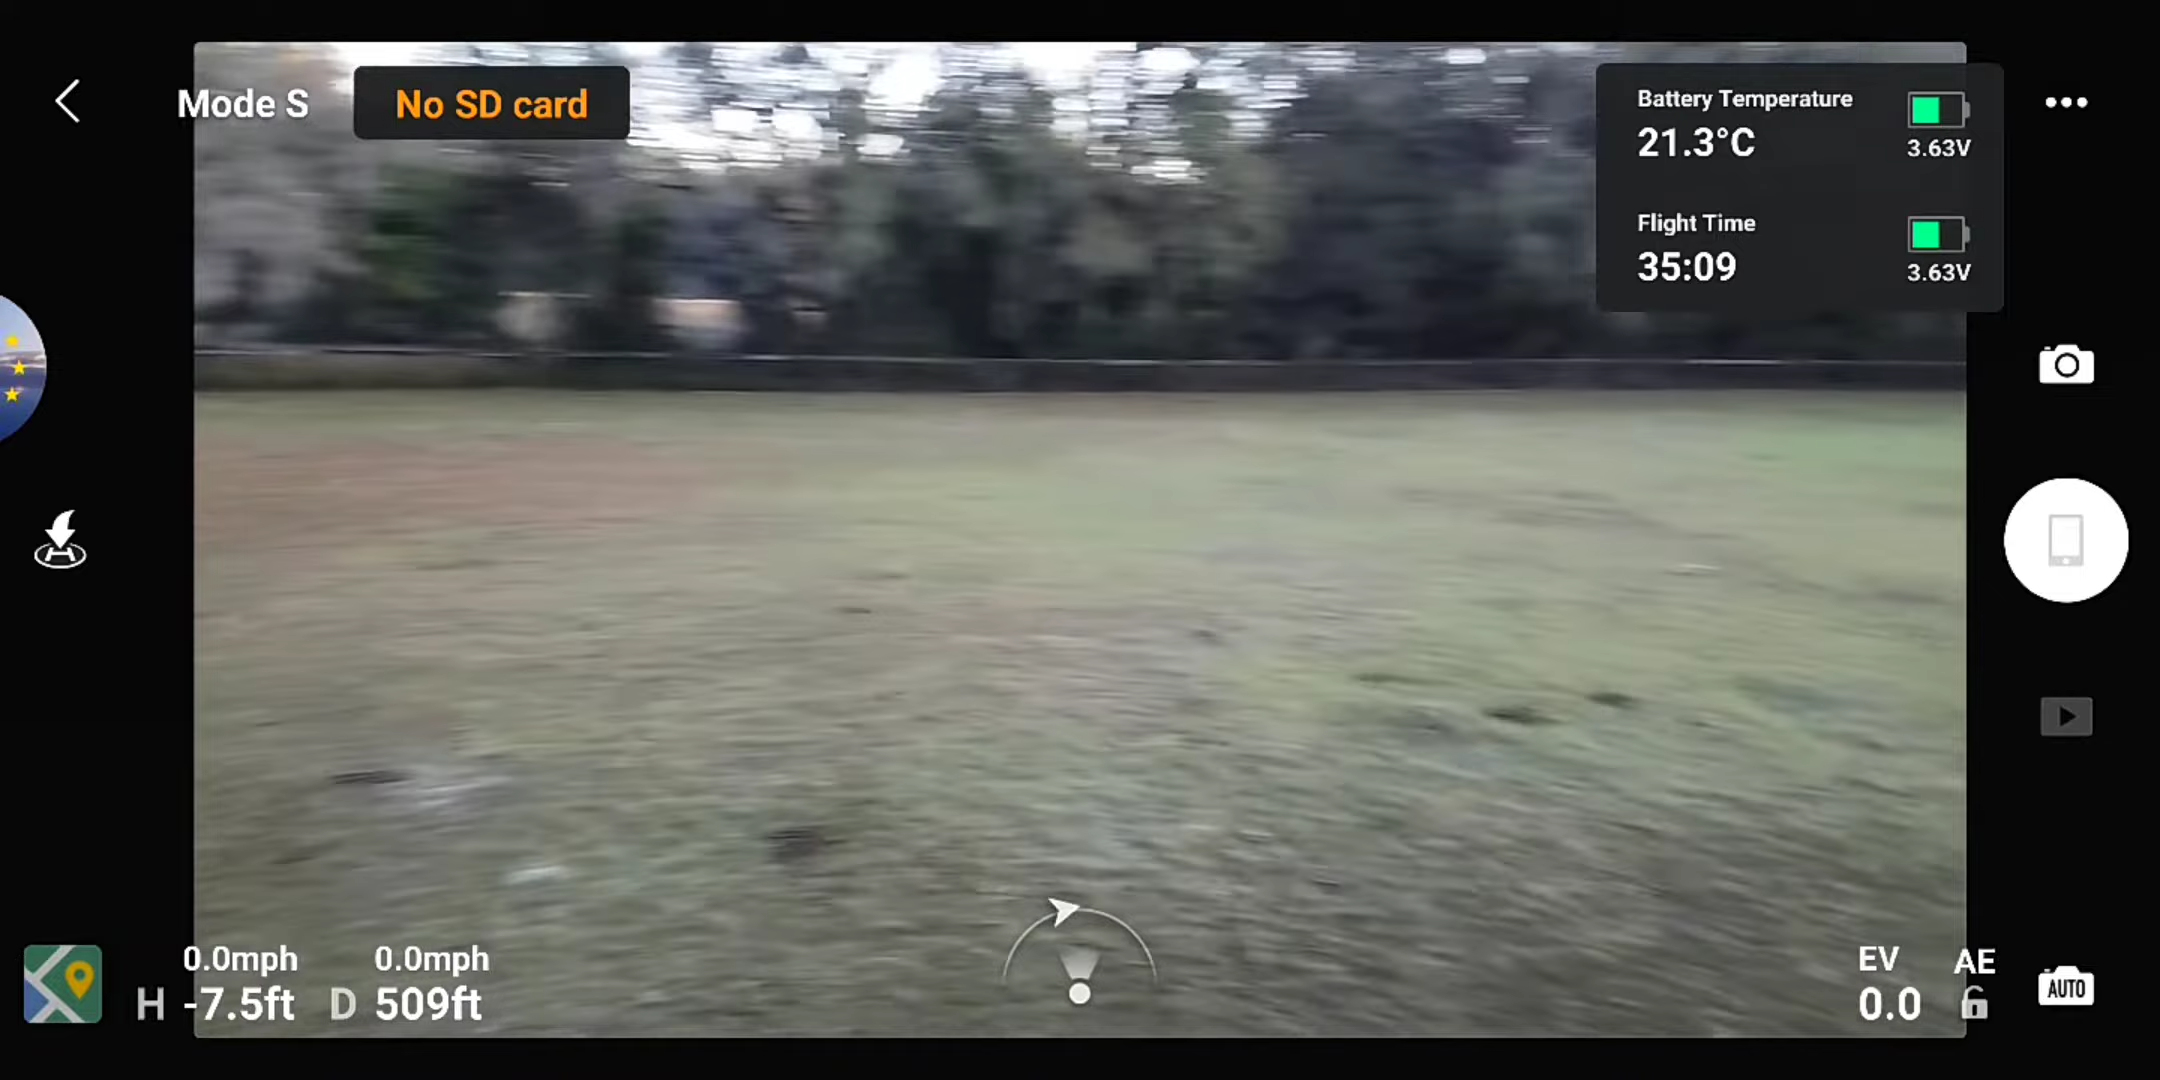 Mode S
No SD card
Battery Temperature
21.3°C
3.63V
Flight Time
35:09
3.63V
0.0mph
0.0mph
H -7.5ft
D 509ft
EV
0.0
AE
AUTO